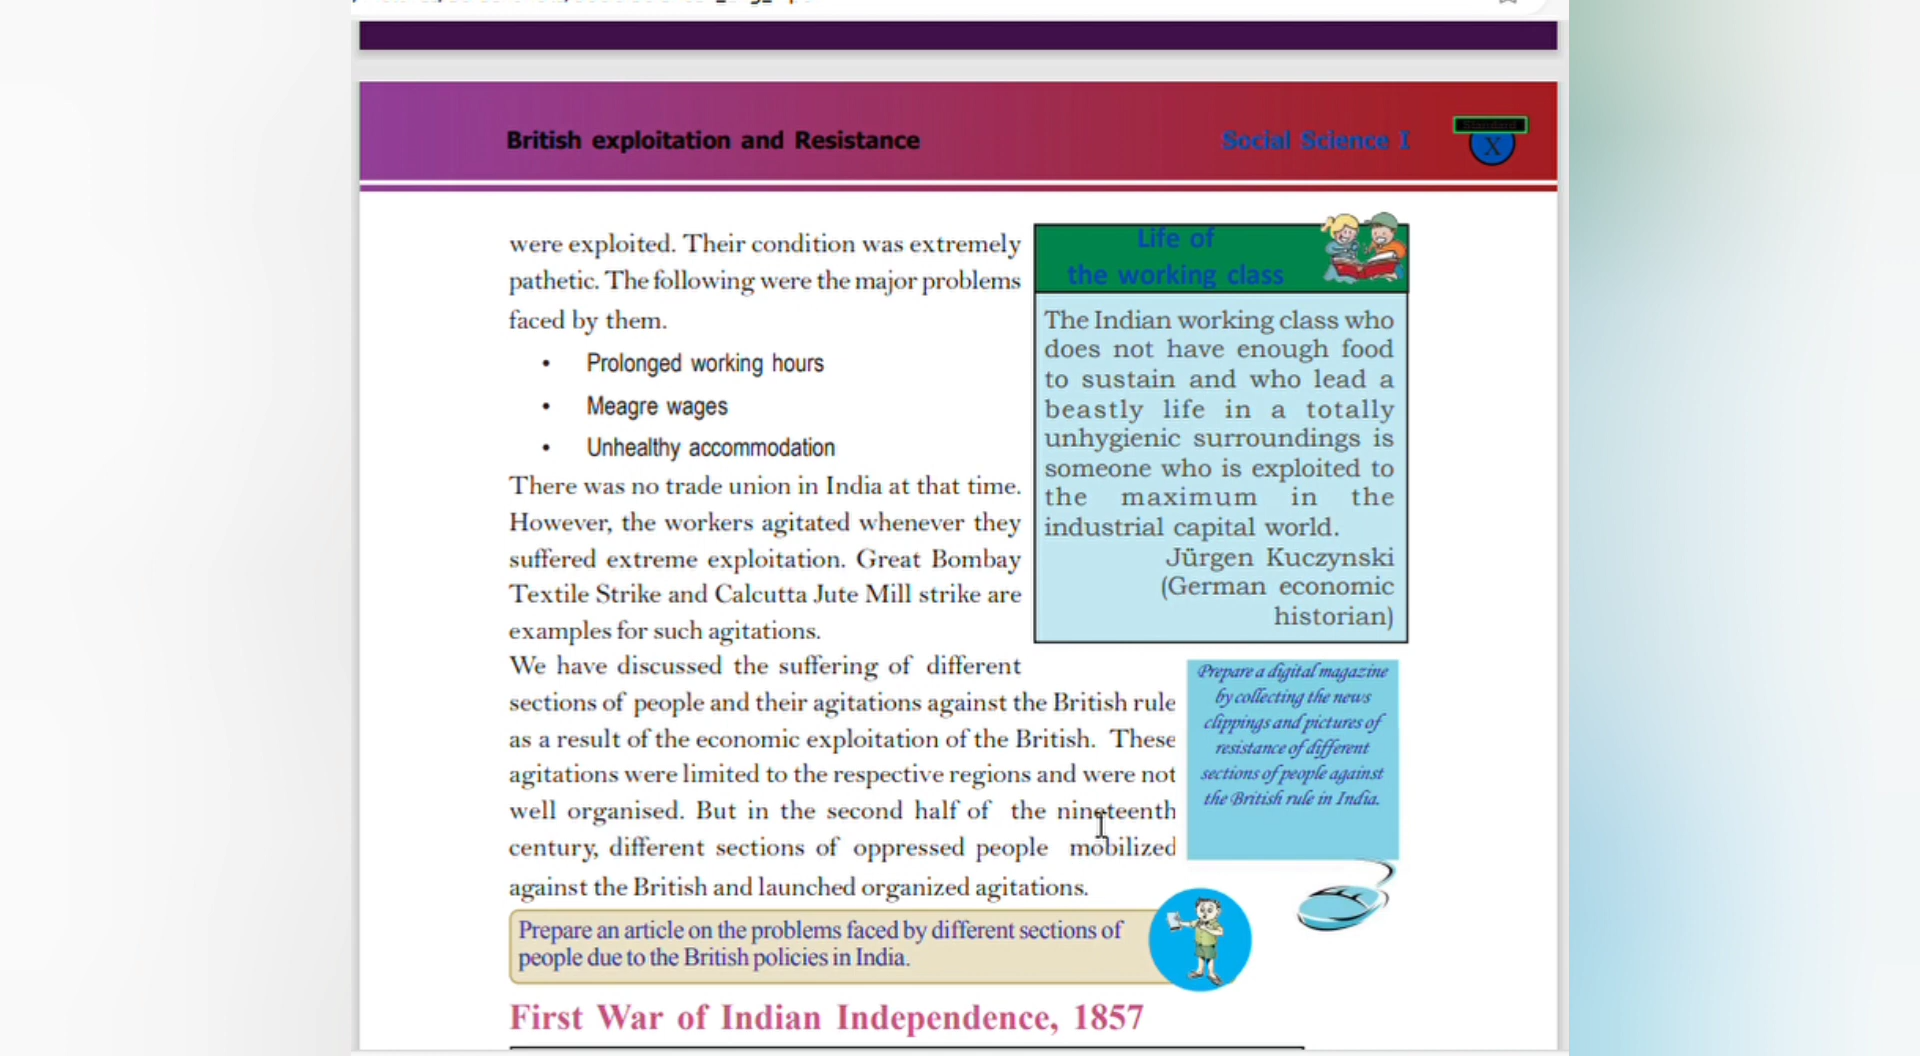 British exploitation and Resistance
Social Science I
Standard
X
were exploited. Their condition was extremely
pathetic. The following were the major problems
faced by them.
• Prolonged working hours
• Meagre wages
• Unhealthy accommodation
There was no trade union in India at that time.
However, the workers agitated whenever they
suffered extreme exploitation. Great Bombay
Textile Strike and Calcutta Jute Mill strike are
examples for such agitations.
Life of
the working class
The Indian working class who
does not have enough food
to sustain and who lead a
beastly life in a totally
unhygienic surroundings is
someone who is exploited to
the maximum in the
industrial capital world.
Jürgen Kuczynski
(German economic
historian)
We have discussed the suffering of different
sections of people and their agitations against the British rule
as a result of the economic exploitation of the British. These
agitations were limited to the respective regions and were not
well organised. But in the second half of the nineteenth
century, different sections of oppressed people mobilized
against the British and launched organized agitations.
Prepare a digital magazine
by collecting the news
clippings and pictures of
resistance of different
sections of people against
the British rule in India.
Prepare an article on the problems faced by different sections of
people due to the British policies in India.
First War of Indian Independence, 1857